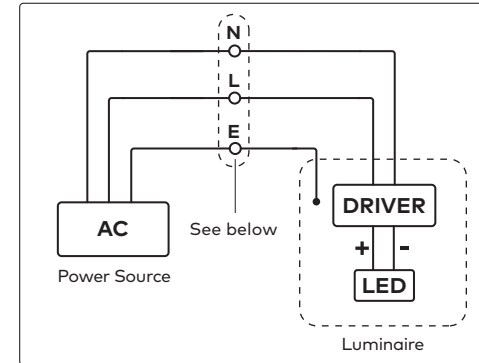 N
L
E
AC
See below
DRIVER
Power Source
+ -
LED
Luminaire